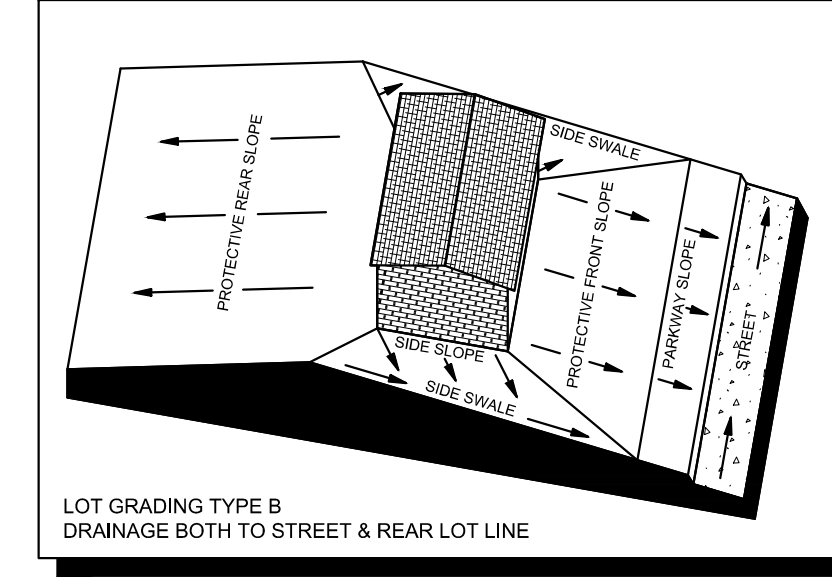 SIDE SWALE
PROTECTIVE REAR SLOPE
PROTECTIVE FRONT SLOPE
PARKWAY SLOPE
STREET
SIDE SLOPE
SIDE SWALE
LOT GRADING TYPE B
DRAINAGE BOTH TO STREET & REAR LOT LINE